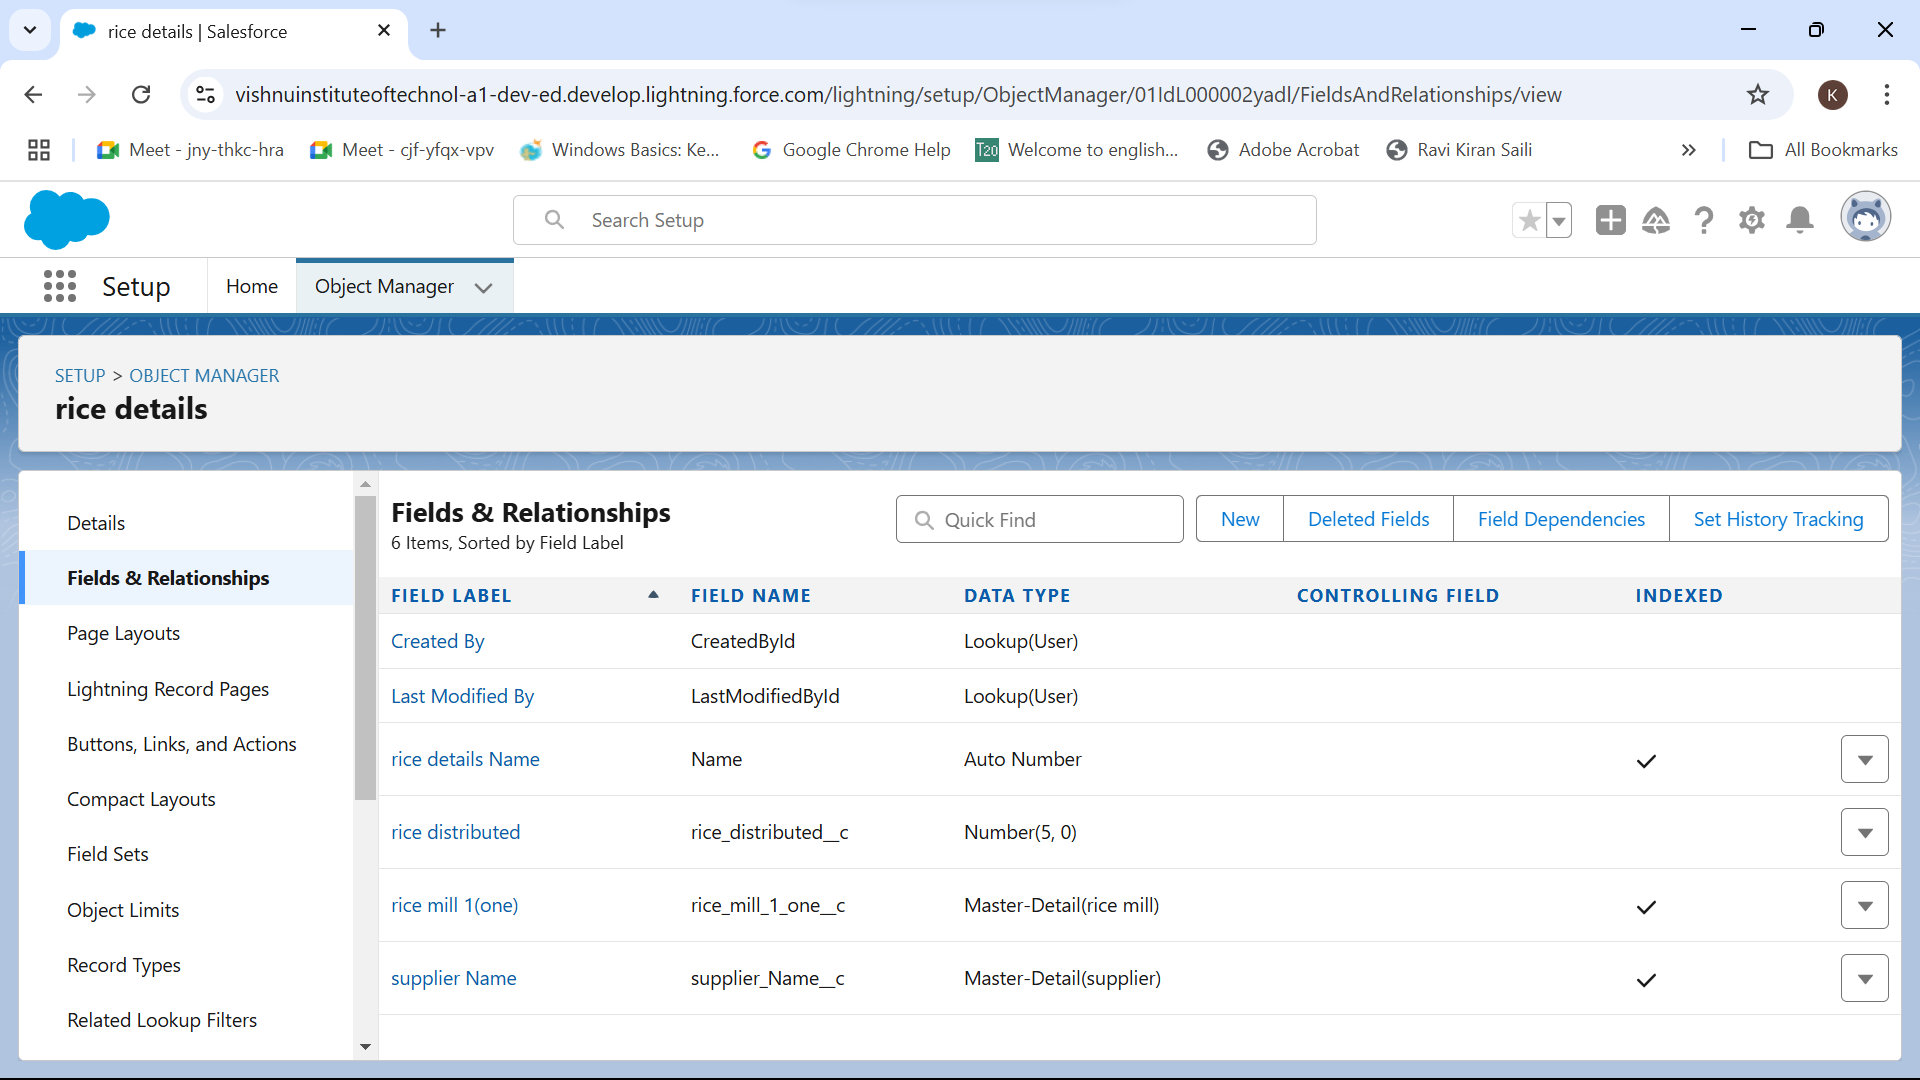 rice details | Salesforce
vishnuinstituteoftechnol-a1-dev-ed.develop.lightning.force.com/lightning/setup/ObjectManager/01IdL000002yadl/FieldsAndRelationships/view
K
Meet - jny-thkc-hra
Meet - cjf-yfqx-vpv
Windows Basics: Ke...
Google Chrome Help
T20 Welcome to english...
Adobe Acrobat
Ravi Kiran Saili
All Bookmarks
Search Setup
Setup
Home
Object Manager
SETUP > OBJECT MANAGER
rice details
Details
Fields & Relationships
Page Layouts
Lightning Record Pages
Buttons, Links, and Actions
Compact Layouts
Field Sets
Object Limits
Record Types
Related Lookup Filters
Fields & Relationships
6 Items, Sorted by Field Label
Quick Find
New
Deleted Fields
Field Dependencies
Set History Tracking
FIELD LABEL FIELD NAME DATA TYPE CONTROLLING FIELD INDEXED
Created By CreatedById Lookup(User)
Last Modified By LastModifiedById Lookup(User)
rice details Name Name Auto Number
rice distributed rice_distributed__c Number(5, 0)
rice mill 1(one) rice_mill_1_one__c Master-Detail(rice mill)
supplier Name supplier_Name__c Master-Detail(supplier)